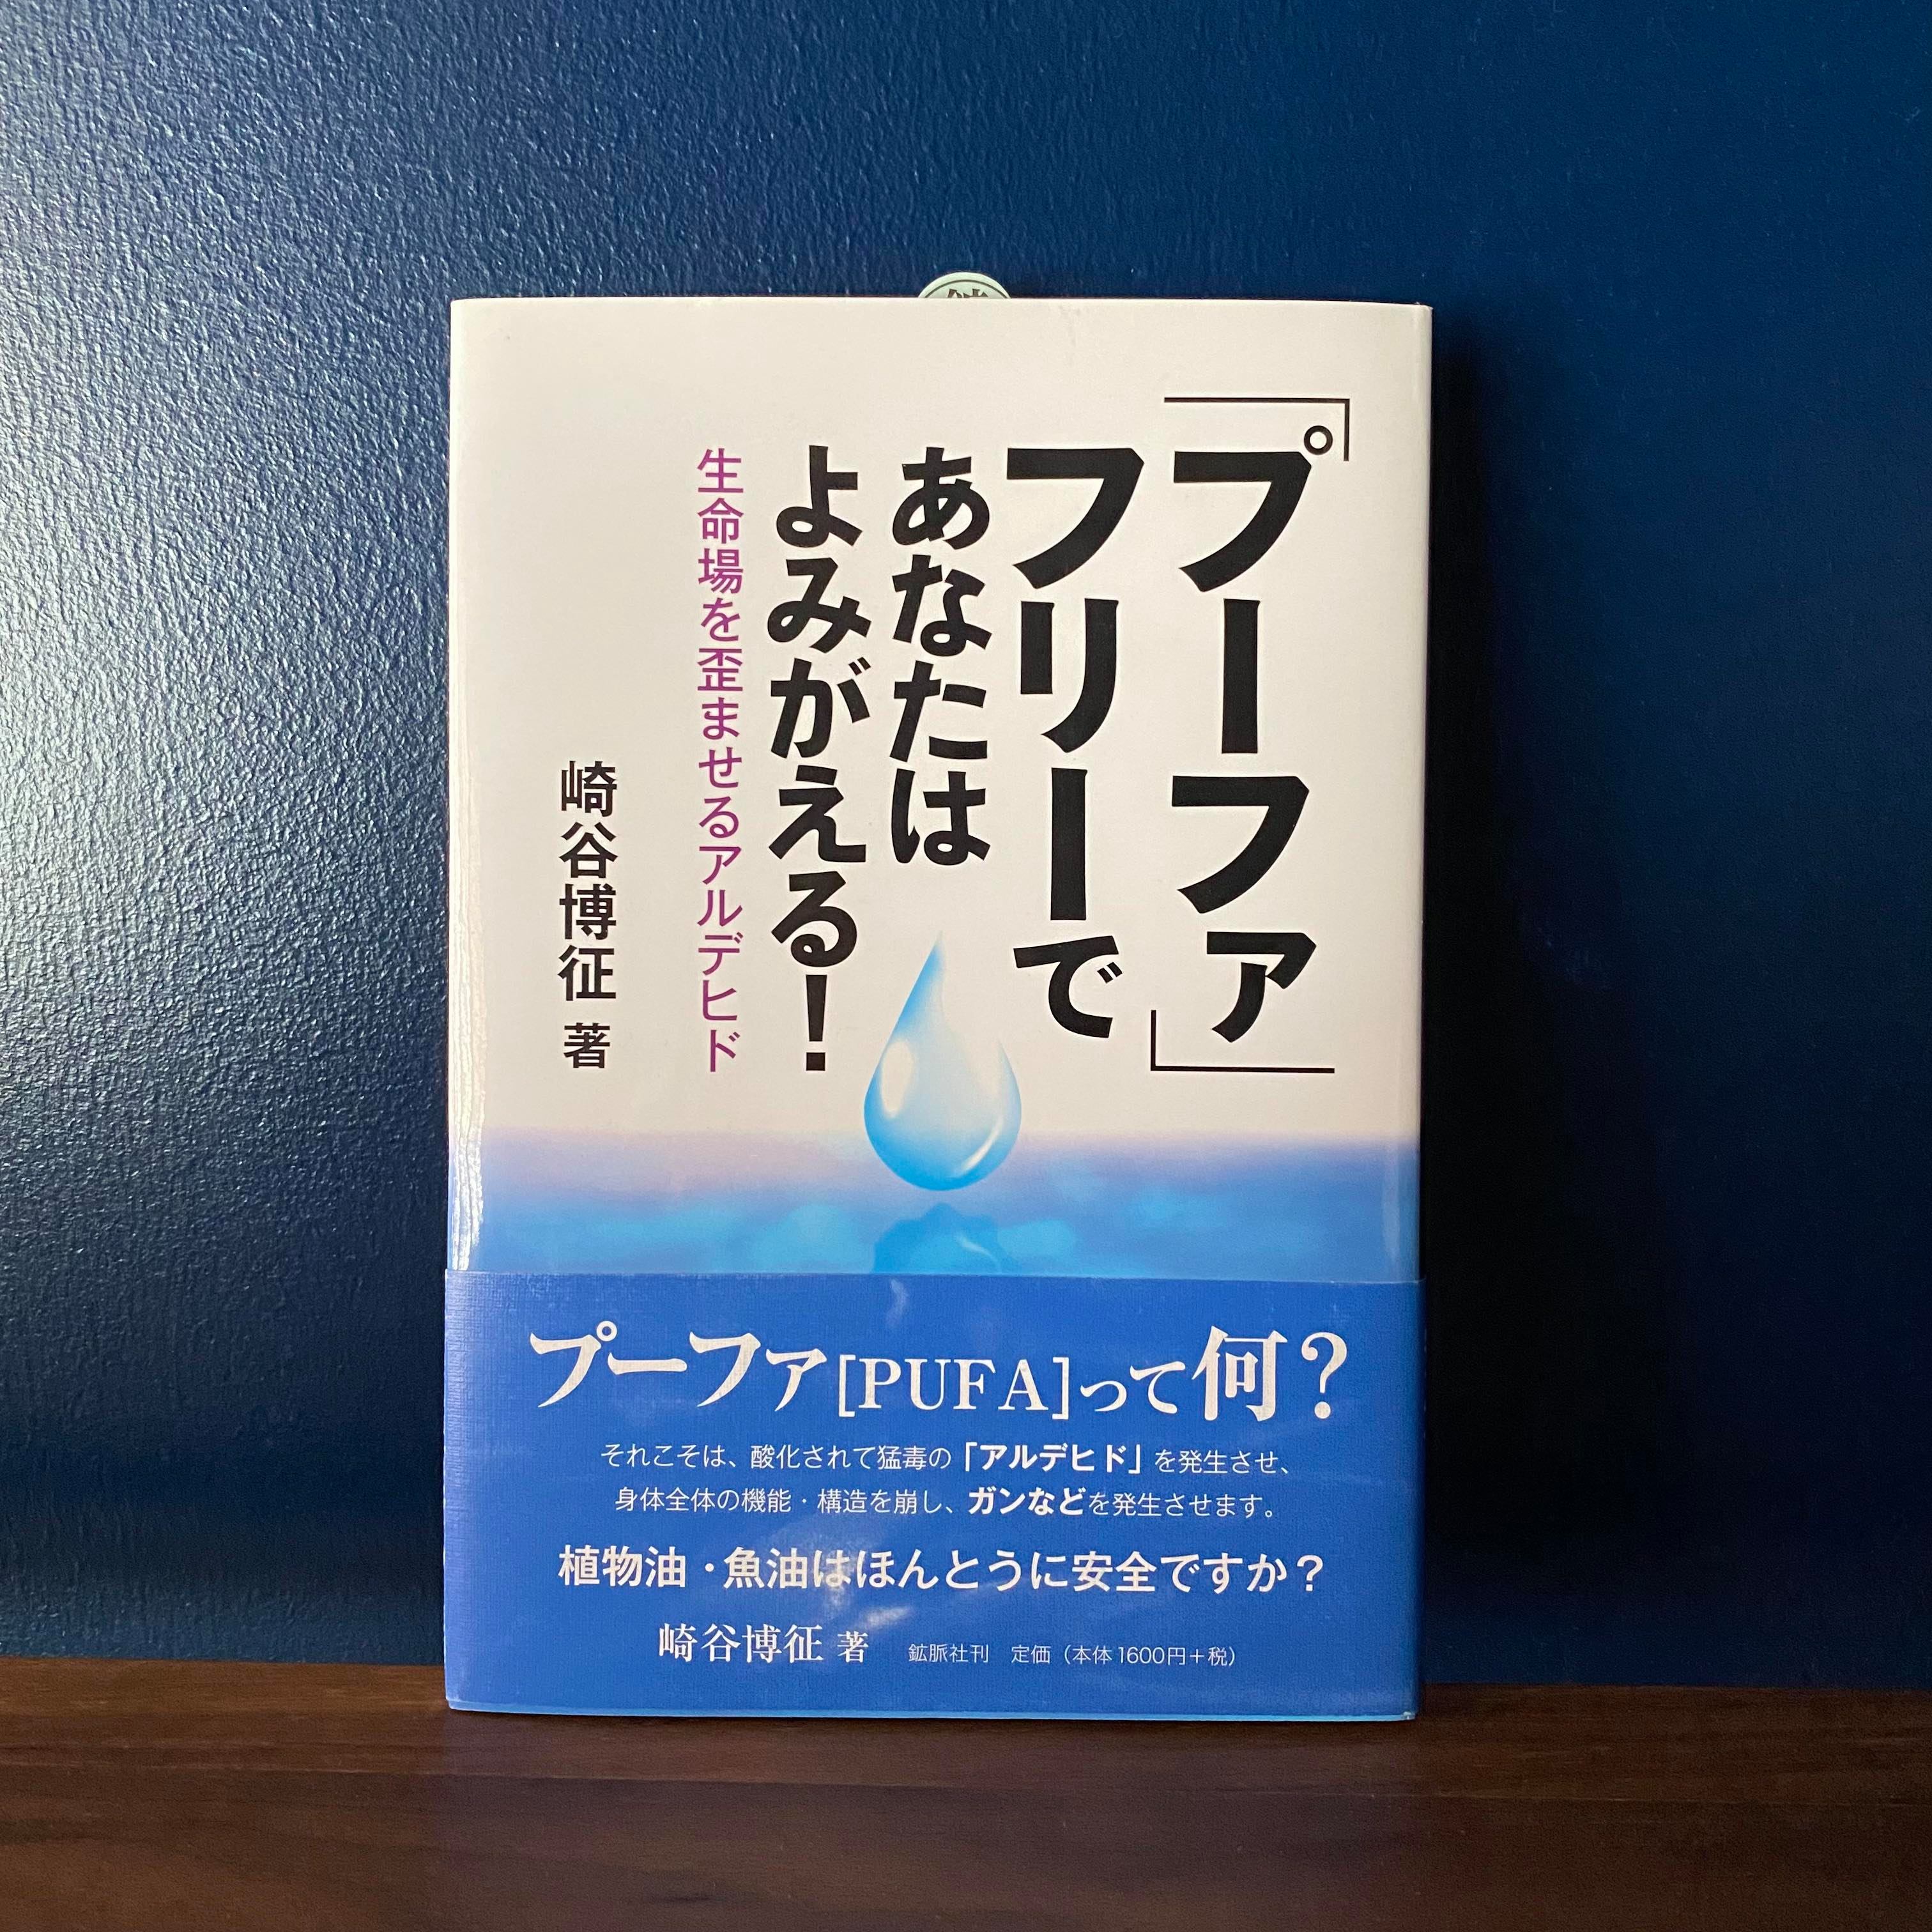 「プーファ」
フリーで
あなたは
よみがえる！
生命場を歪ませるアルデヒド
崎谷博征 著
プーファ[PUFA]って何？
それこそは、酸化されて猛毒の「アルデヒド」を発生させ、
身体全体の機能・構造を崩し、ガンなどを発生させます。
植物油・魚油はほんとうに安全ですか？
崎谷博征 著 鉱脈社刊 定価（本体1600円＋税）